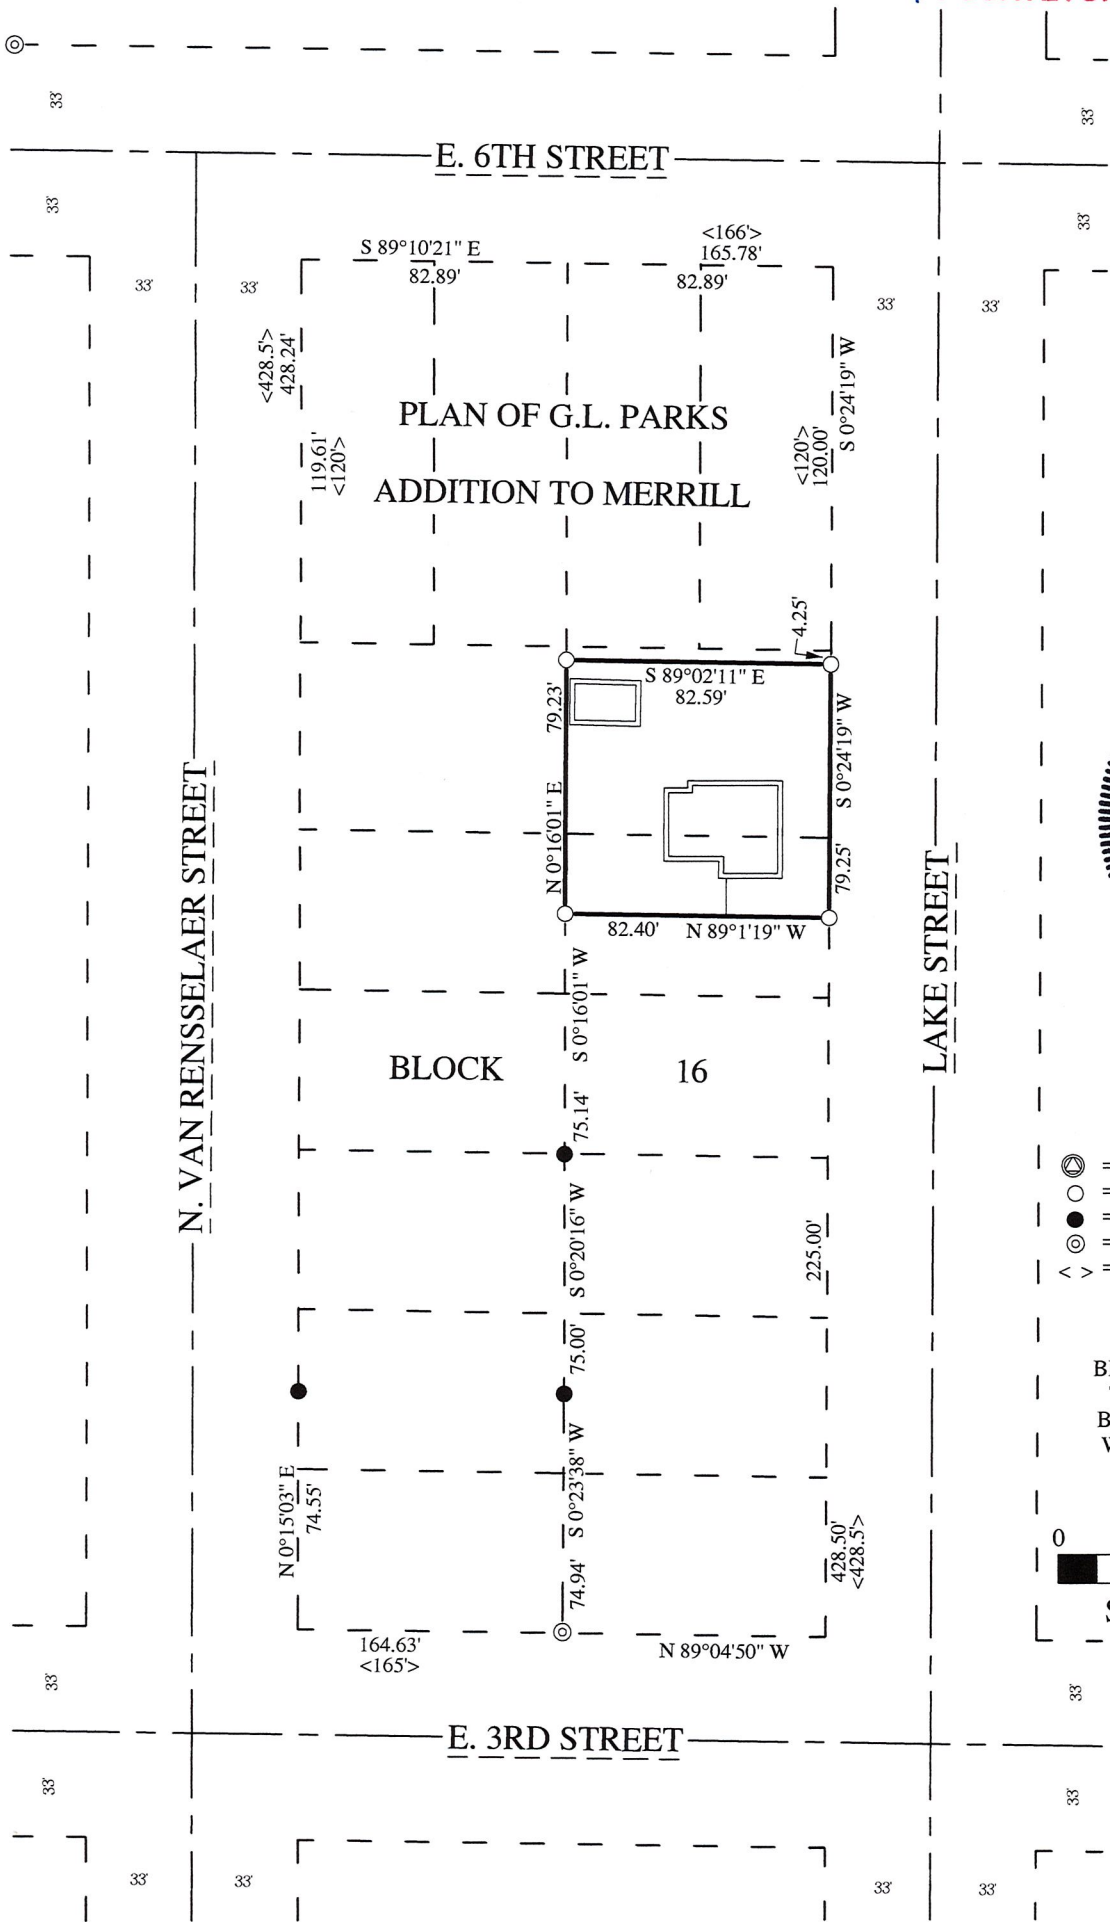 33'
33'
E. 6TH STREET
33'
33'
<166'>
165.78'
S 89°10'21" E
82.89'
82.89'
33'
33'
33'
33'
<428.5'>
428.24'
S 0°24'19" W
PLAN OF G.L. PARKS
119.61'
<120'>
<120'>
120.00'
ADDITION TO MERRILL
4.25'
S 89°02'11" E
82.59'
79.23'
N 0°16'01" E
S 0°24'19" W
79.25'
82.40'
N 89°1'19" W
N. VAN RENSSELAER STREET
LAKE STREET
S 0°16'01" W
75.14'
BLOCK 16
S 0°20'16" W
75.00'
225.00'
=
=
=
=
< > =
S 0°23'38" W
74.94'
N 0°15'03" E
74.55'
428.50'
<428.5'>
0
164.63'
<165'>
N 89°04'50" W
33'
33'
E. 3RD STREET
33'
33'
33'
33'
33'
33'